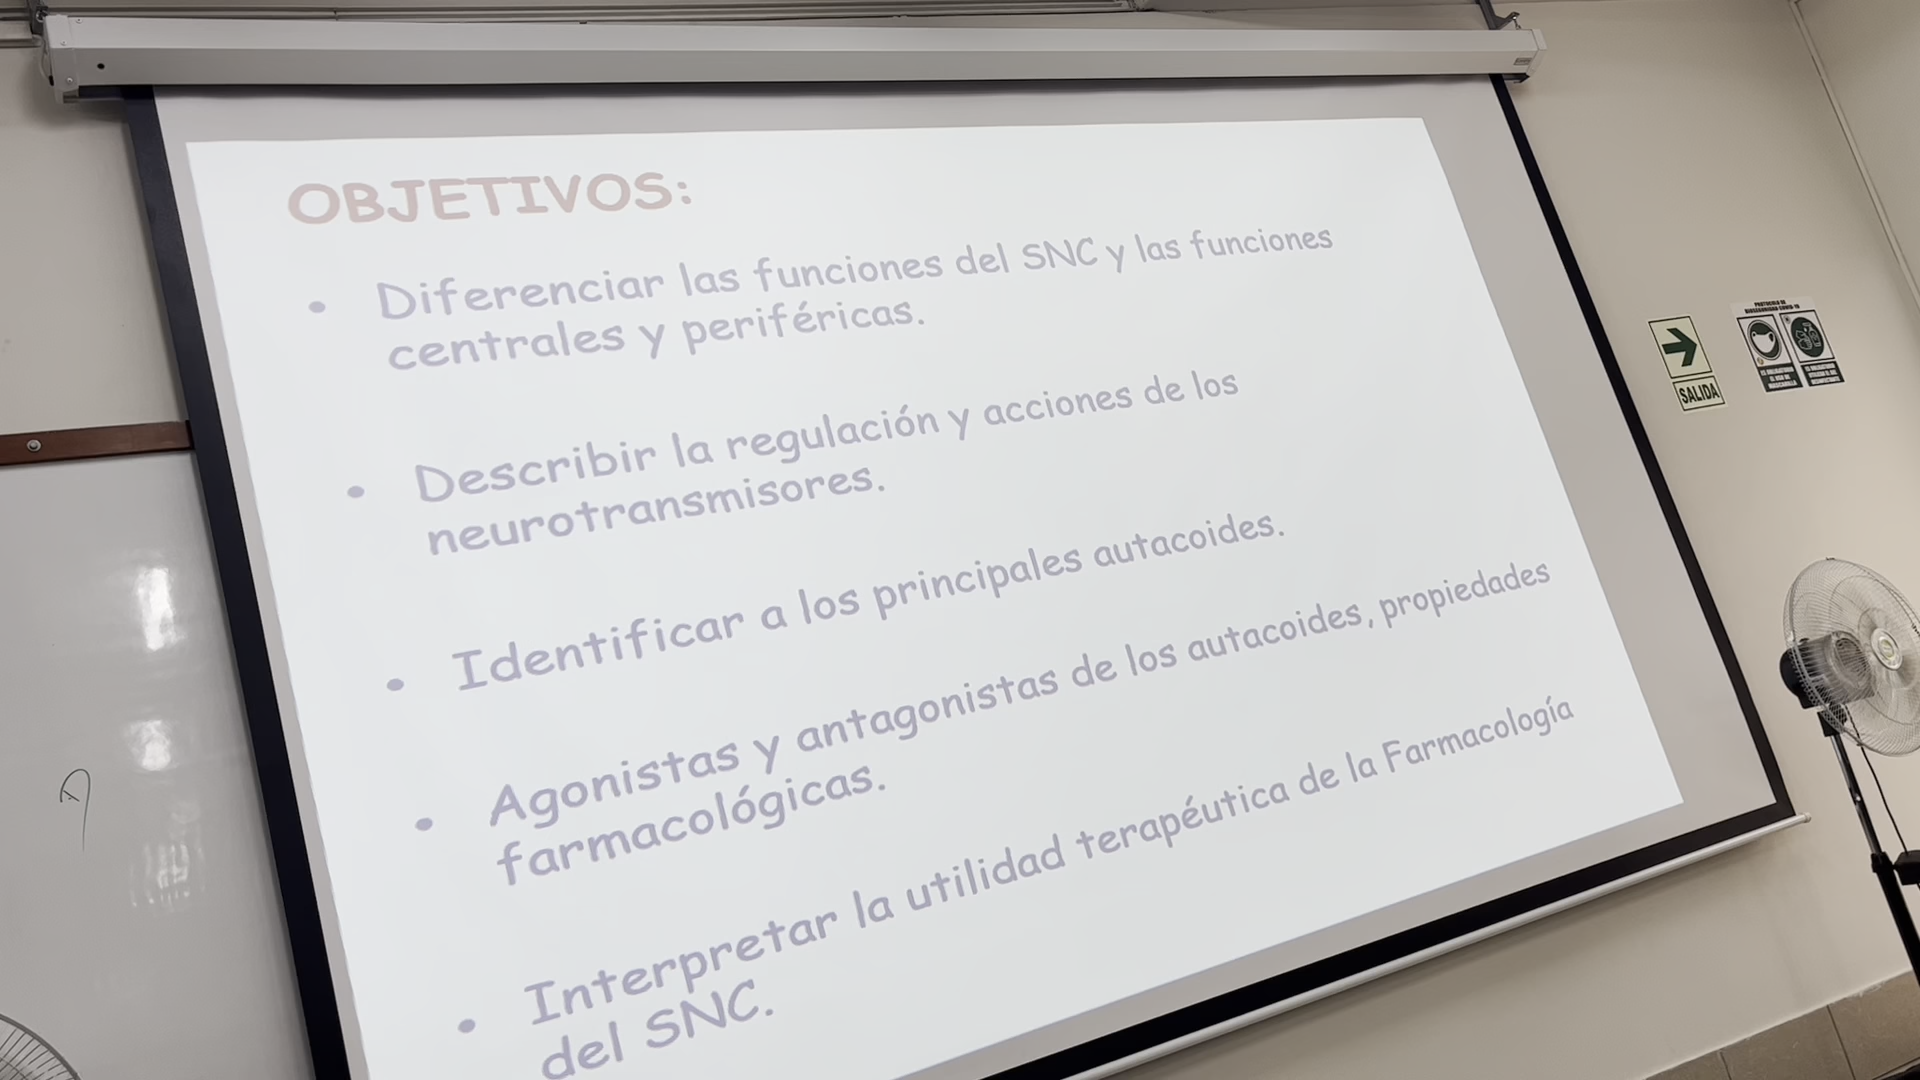 OBJETIVOS:
• Diferenciar las funciones del SNC y las funciones
centrales y periféricas.
• Describir la regulación y acciones de los
neurotransmisores.
• Identificar a los principales autacoides.
• Agonistas y antagonistas de los autacoides, propiedades
farmacológicas.
• Interpretar la utilidad terapéutica de la Farmacología
del SNC.
SALIDA